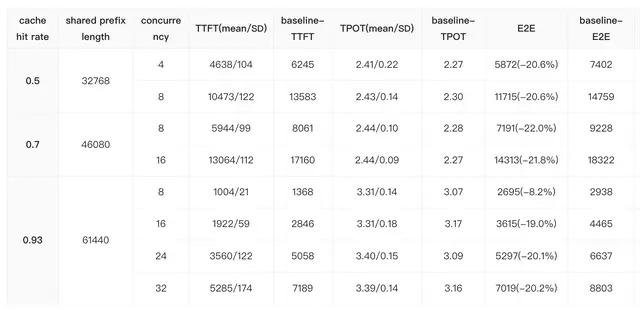 cache hit rate shared prefix length concurre ncy TTFT(mean/SD) baseline- TTFT TPOT(mean/SD) baseline- TPOT E2E baseline- E2E
0.5 32768 4 4638/104 6245 2.41/0.22 2.27 5872(-20.6%) 7402
8 10473/122 13583 2.43/0.14 2.30 11715(-20.6%) 14759
0.7 46080 8 5944/99 8061 2.44/0.10 2.28 7191(-22.0%) 9228
16 13064/112 17160 2.44/0.09 2.27 14313(-21.8%) 18322
0.93 61440 8 1004/21 1368 3.31/0.14 3.07 2695(-8.2%) 2938
16 1922/59 2846 3.31/0.18 3.17 3615(-19.0%) 4465
24 3560/122 5058 3.40/0.15 3.09 5297(-20.1%) 6637
32 5285/174 7189 3.39/0.14 3.16 7019(-20.2%) 8803